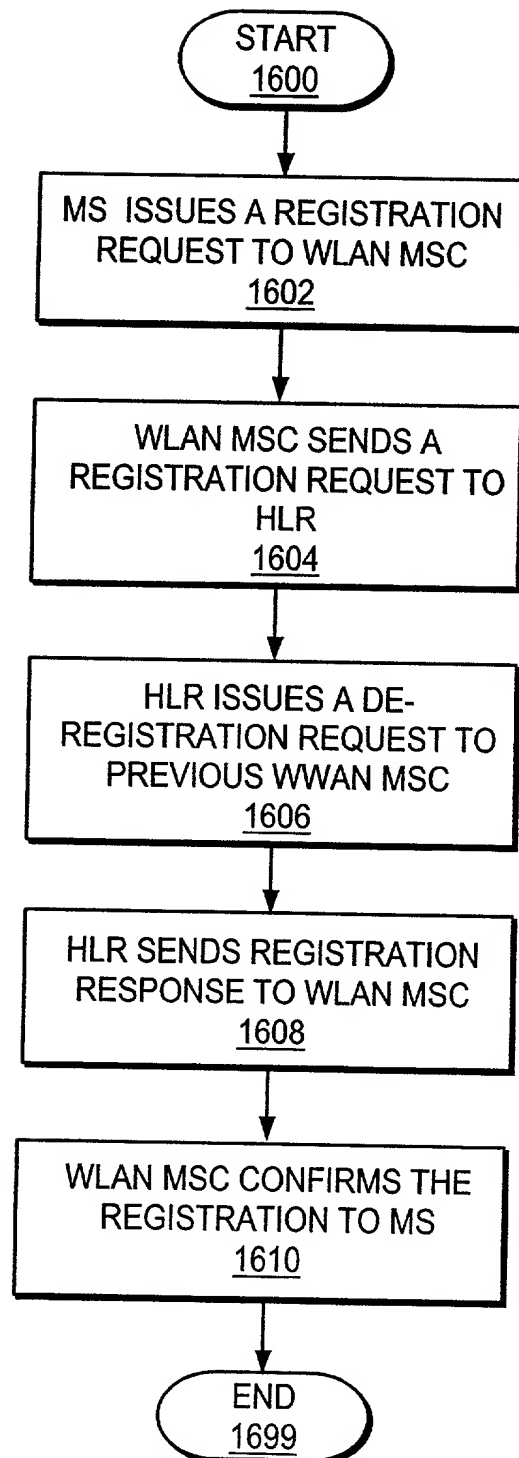 START
1600
MS ISSUES A REGISTRATION
REQUEST TO WLAN MSC
1602
WLAN MSC SENDS A
REGISTRATION REQUEST TO
HLR
1604
HLR ISSUES A DE-
REGISTRATION REQUEST TO
PREVIOUS WWAN MSC
1606
HLR SENDS REGISTRATION
RESPONSE TO WLAN MSC
1608
WLAN MSC CONFIRMS THE
REGISTRATION TO MS
1610
END
1699